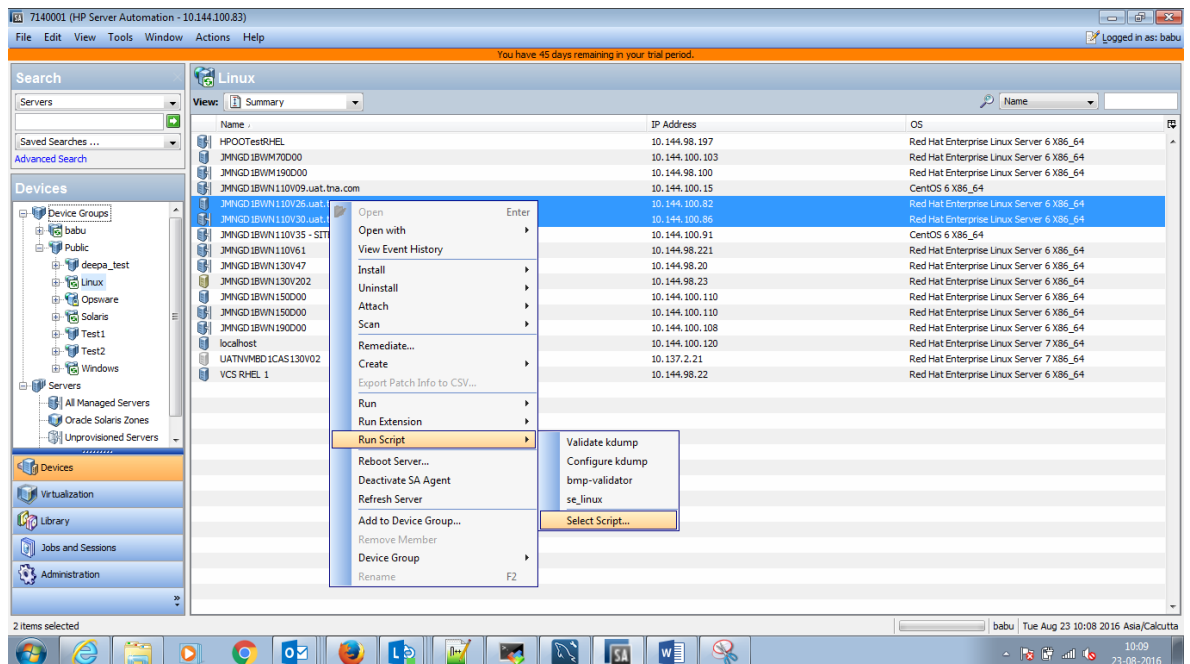 7140001 (HP Server Automation - 10.144.100.83)
File Edit View Tools Window Actions Help
Logged in as: babu
You have 45 days remaining in your trial period.
Search
Servers
Saved Searches ...
Advanced Search
Devices
Device Groups
babu
Public
deepa_test
Linux
Opsware
Solaris
Test1
Test2
Windows
Servers
All Managed Servers
Oracle Solaris Zones
Unprovisioned Servers
Devices
Virtualization
Library
Jobs and Sessions
Administration
Linux
View: Summary
Name
Name / IP Address OS
HPOOTestRHEL 10.144.98.197 Red Hat Enterprise Linux Server 6 X86_64
JMNGD1BWM70D00 10.144.100.103 Red Hat Enterprise Linux Server 6 X86_64
JMNGD1BWM190D00 10.144.98.100 Red Hat Enterprise Linux Server 6 X86_64
JMNGD1BWN110V09.uat.tna.com 10.144.100.15 CentOS 6 X86_64
JMNGD1BWN110V26.uat.t 10.144.100.82 Red Hat Enterprise Linux Server 6 X86_64
JMNGD1BWN110V30.uat.t 10.144.100.86 Red Hat Enterprise Linux Server 6 X86_64
JMNGD1BWN110V35 - SIT 10.144.100.91 CentOS 6 X86_64
JMNGD1BWN110V61 10.144.98.221 Red Hat Enterprise Linux Server 6 X86_64
JMNGD1BWN130V47 10.144.98.20 Red Hat Enterprise Linux Server 6 X86_64
JMNGD1BWN130V202 10.144.98.23 Red Hat Enterprise Linux Server 6 X86_64
JMNGD1BWN150D00 10.144.100.110 Red Hat Enterprise Linux Server 6 X86_64
JMNGD1BWN150D00 10.144.100.110 Red Hat Enterprise Linux Server 6 X86_64
JMNGD1BWN190D00 10.144.100.108 Red Hat Enterprise Linux Server 6 X86_64
localhost 10.144.100.120 Red Hat Enterprise Linux Server 7 X86_64
UATNVMBD1CAS130V02 10.137.2.21 Red Hat Enterprise Linux Server 7 X86_64
VCS RHEL 1 10.144.98.22 Red Hat Enterprise Linux Server 6 X86_64
Open Enter
Open with
View Event History
Install
Uninstall
Attach
Scan
Remediate...
Create
Export Patch Info to CSV...
Run
Run Extension
Run Script
Reboot Server...
Deactivate SA Agent
Refresh Server
Add to Device Group...
Remove Member
Device Group
Rename F2
Validate kdump
Configure kdump
bmp-validator
se_linux
Select Script...
2 items selected
babu Tue Aug 23 10:08 2016 Asia/Calcutta
10:09
23-08-2016